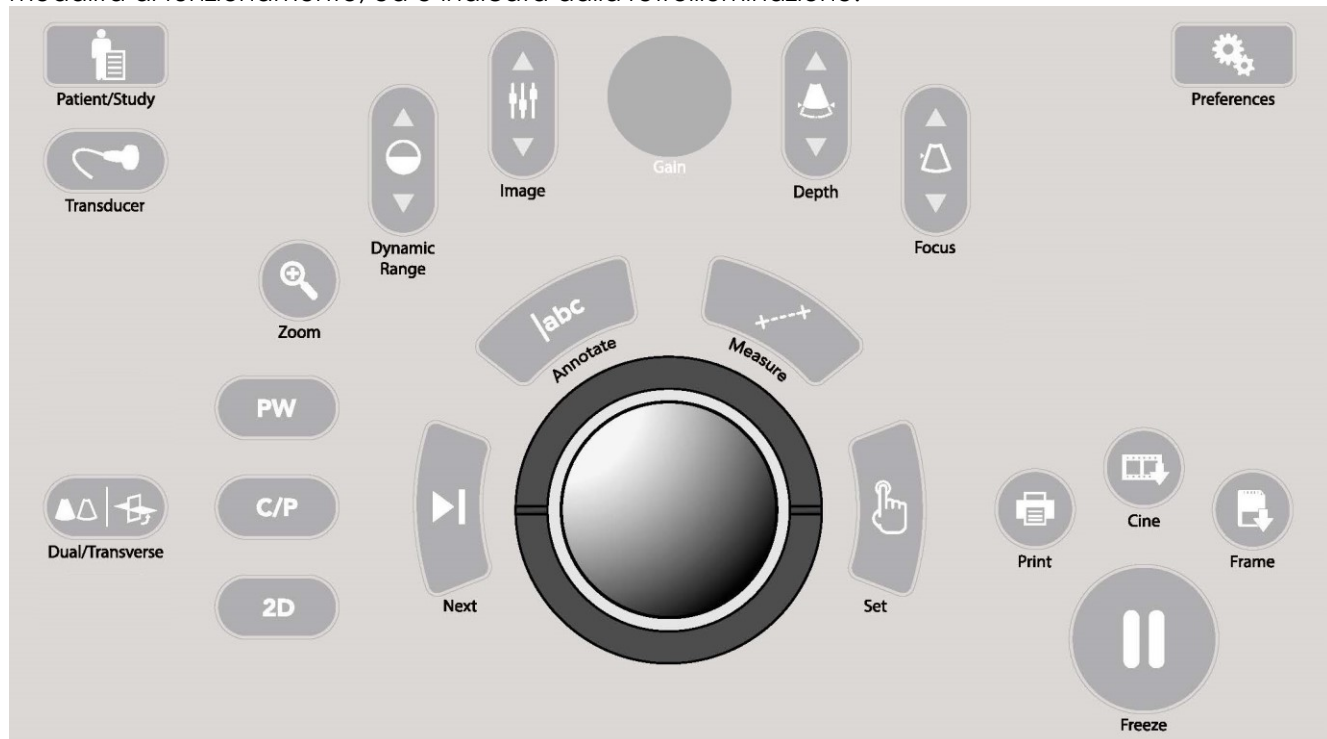 Patient/Study
Transducer
Dynamic
Range
Image
Gain
Depth
Focus
Preferences
Zoom
|abc
Annotate
Measure
PW
C/P
2D
Dual/Transverse
Next
Set
Print
Cine
Frame
Freeze